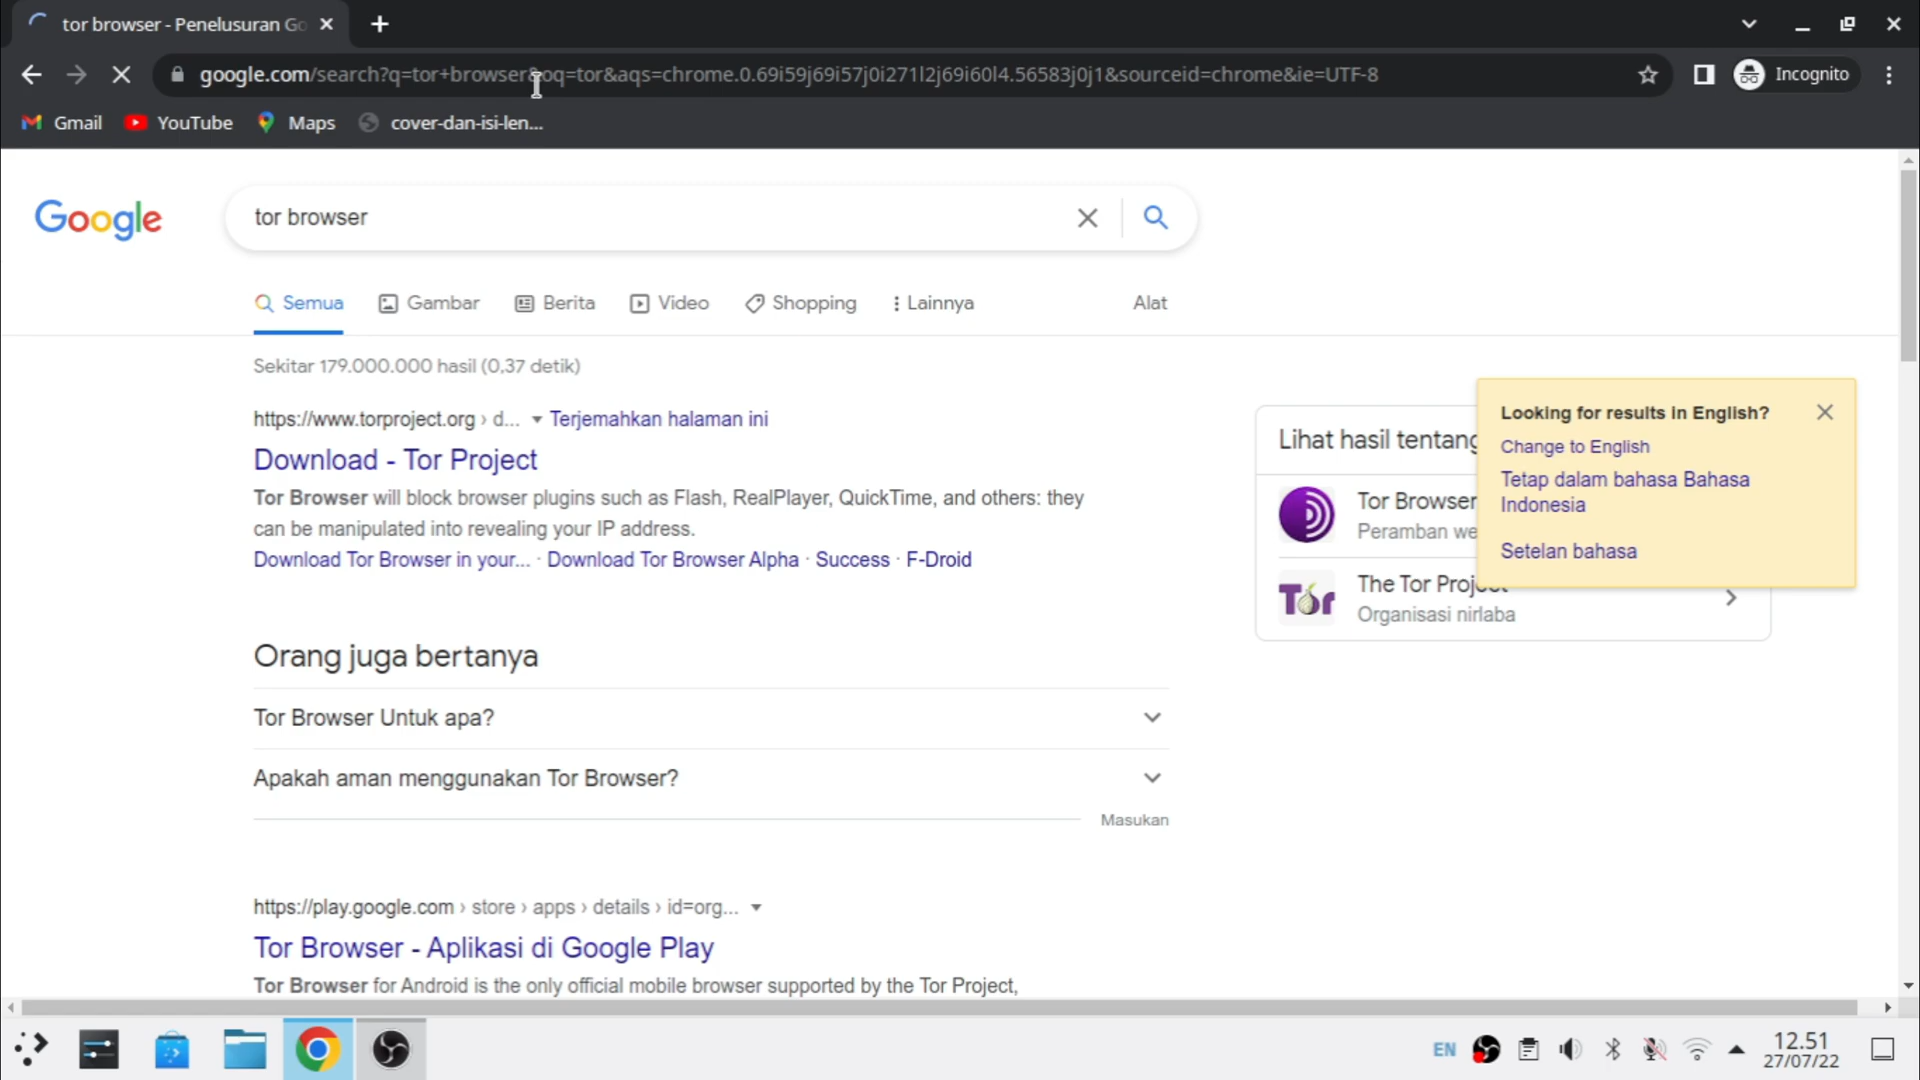 tor browser - Penelusuran Go
google.com/search?q=tor+browser&oq=tor&aqs=chrome.0.69i59j69i57j0i271l2j69i60l4.56583j0j1&sourceid=chrome&ie=UTF-8
Incognito
Gmail
YouTube
Maps
cover-dan-isi-len...
Google
tor browser
Semua
Gambar
Berita
Video
Shopping
Lainnya
Alat
Sekitar 179.000.000 hasil (0,37 detik)
https://www.torproject.org › d... Terjemahkan halaman ini
Download - Tor Project
Tor Browser will block browser plugins such as Flash, RealPlayer, QuickTime, and others: they
can be manipulated into revealing your IP address.
Download Tor Browser in your... · Download Tor Browser Alpha · Success · F-Droid
Orang juga bertanya
Tor Browser Untuk apa?
Apakah aman menggunakan Tor Browser?
Masukan
https://play.google.com › store › apps › details › id=org...
Tor Browser - Aplikasi di Google Play
Tor Browser for Android is the only official mobile browser supported by the Tor Project,
Lihat hasil tentang
Tor Browser
Peramban we
Tor
The Tor Project
Organisasi nirlaba
Looking for results in English?
Change to English
Tetap dalam bahasa Bahasa
Indonesia
Setelan bahasa
EN
12.51
27/07/22